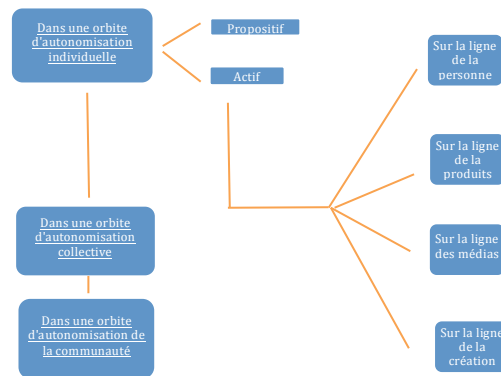 Dans une orbite
d'autonomisation
individuelle
Propositif
Actif
Sur la ligne
de la
personne
Sur la ligne
de la
produits
Dans une orbite
d'autonomisation
collective
Sur la ligne
des médias
Dans une orbite
d'autonomisation de
la communauté
Sur la ligne
de la
création